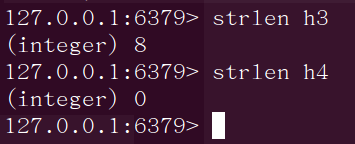 127.0.0.1:6379> strlen h3
(integer) 8
127.0.0.1:6379> strlen h4
(integer) 0
127.0.0.1:6379>